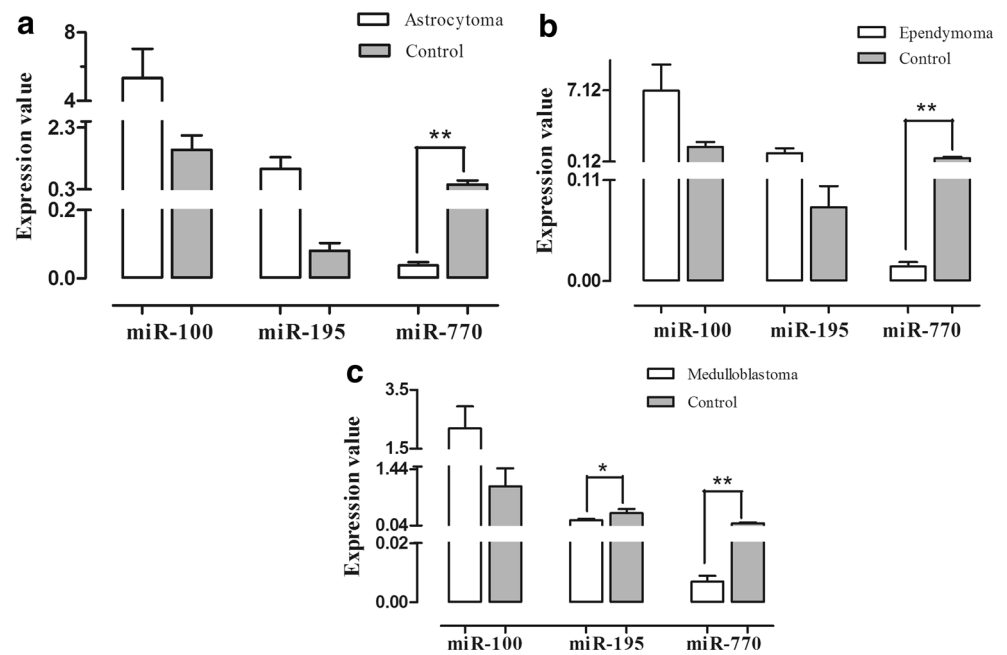 a
Astrocytoma
Control
Expression value
8
4
2.3
0.3
0.2
0.0
**
miR-100 miR-195 miR-770
b
Ependymoma
Control
Expression value
7.12
0.12
0.11
0.00
**
miR-100 miR-195 miR-770
c
Medulloblastoma
Control
Expression value
3.5
1.5
1.44
0.04
0.02
0.00
*
**
miR-100 miR-195 miR-770